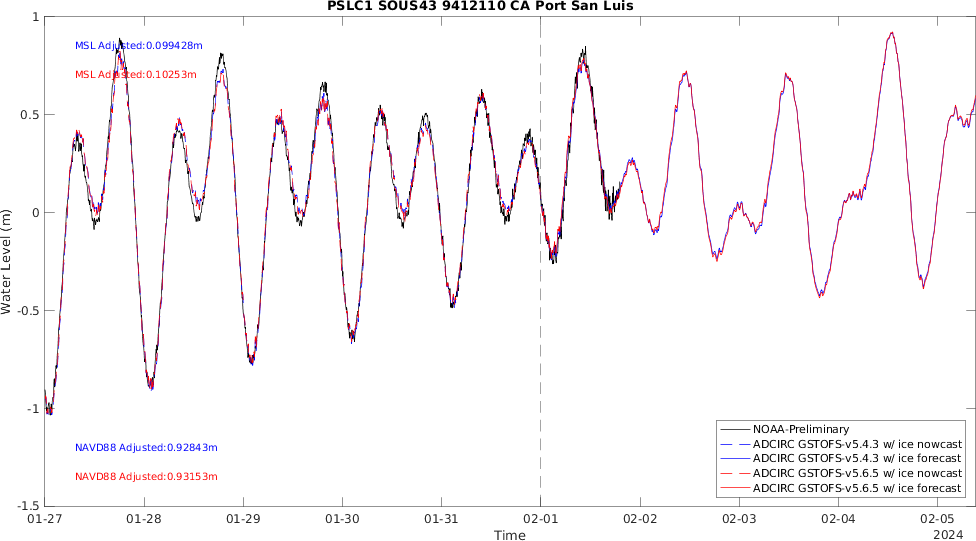 PSLC1 SOUS43 9412110 CA Port San Luis
1
MSL Adjusted:0.099428m
MSL Adjusted:0.10253m
0.5
0
Water Level (m)
-0.5
-1
NAVD88 Adjusted:0.92843m
NAVD88 Adjusted:0.93153m
-1.5
NOAA-Preliminary
ADCIRC GSTOFS-v5.4.3 w/ ice nowcast
ADCIRC GSTOFS-v5.4.3 w/ ice forecast
ADCIRC GSTOFS-v5.6.5 w/ ice nowcast
ADCIRC GSTOFS-v5.6.5 w/ ice forecast
01-27 01-28 01-29 01-30 01-31 02-01 02-02 02-03 02-04 02-05
Time
2024